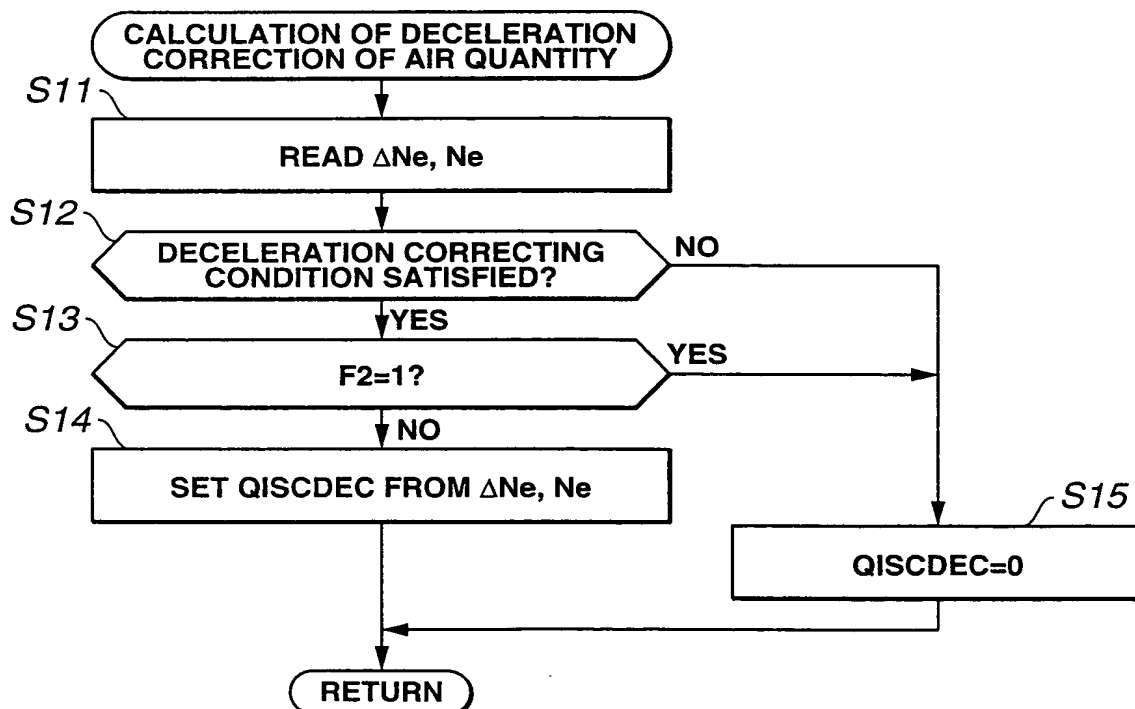 CALCULATION OF DECELERATION
CORRECTION OF AIR QUANTITY
S11
READ ΔNe, Ne
S12
DECELERATION CORRECTING
CONDITION SATISFIED?
NO
YES
S13
F2=1?
YES
NO
S14
SET QISCDEC FROM ΔNe, Ne
S15
QISCDEC=0
RETURN